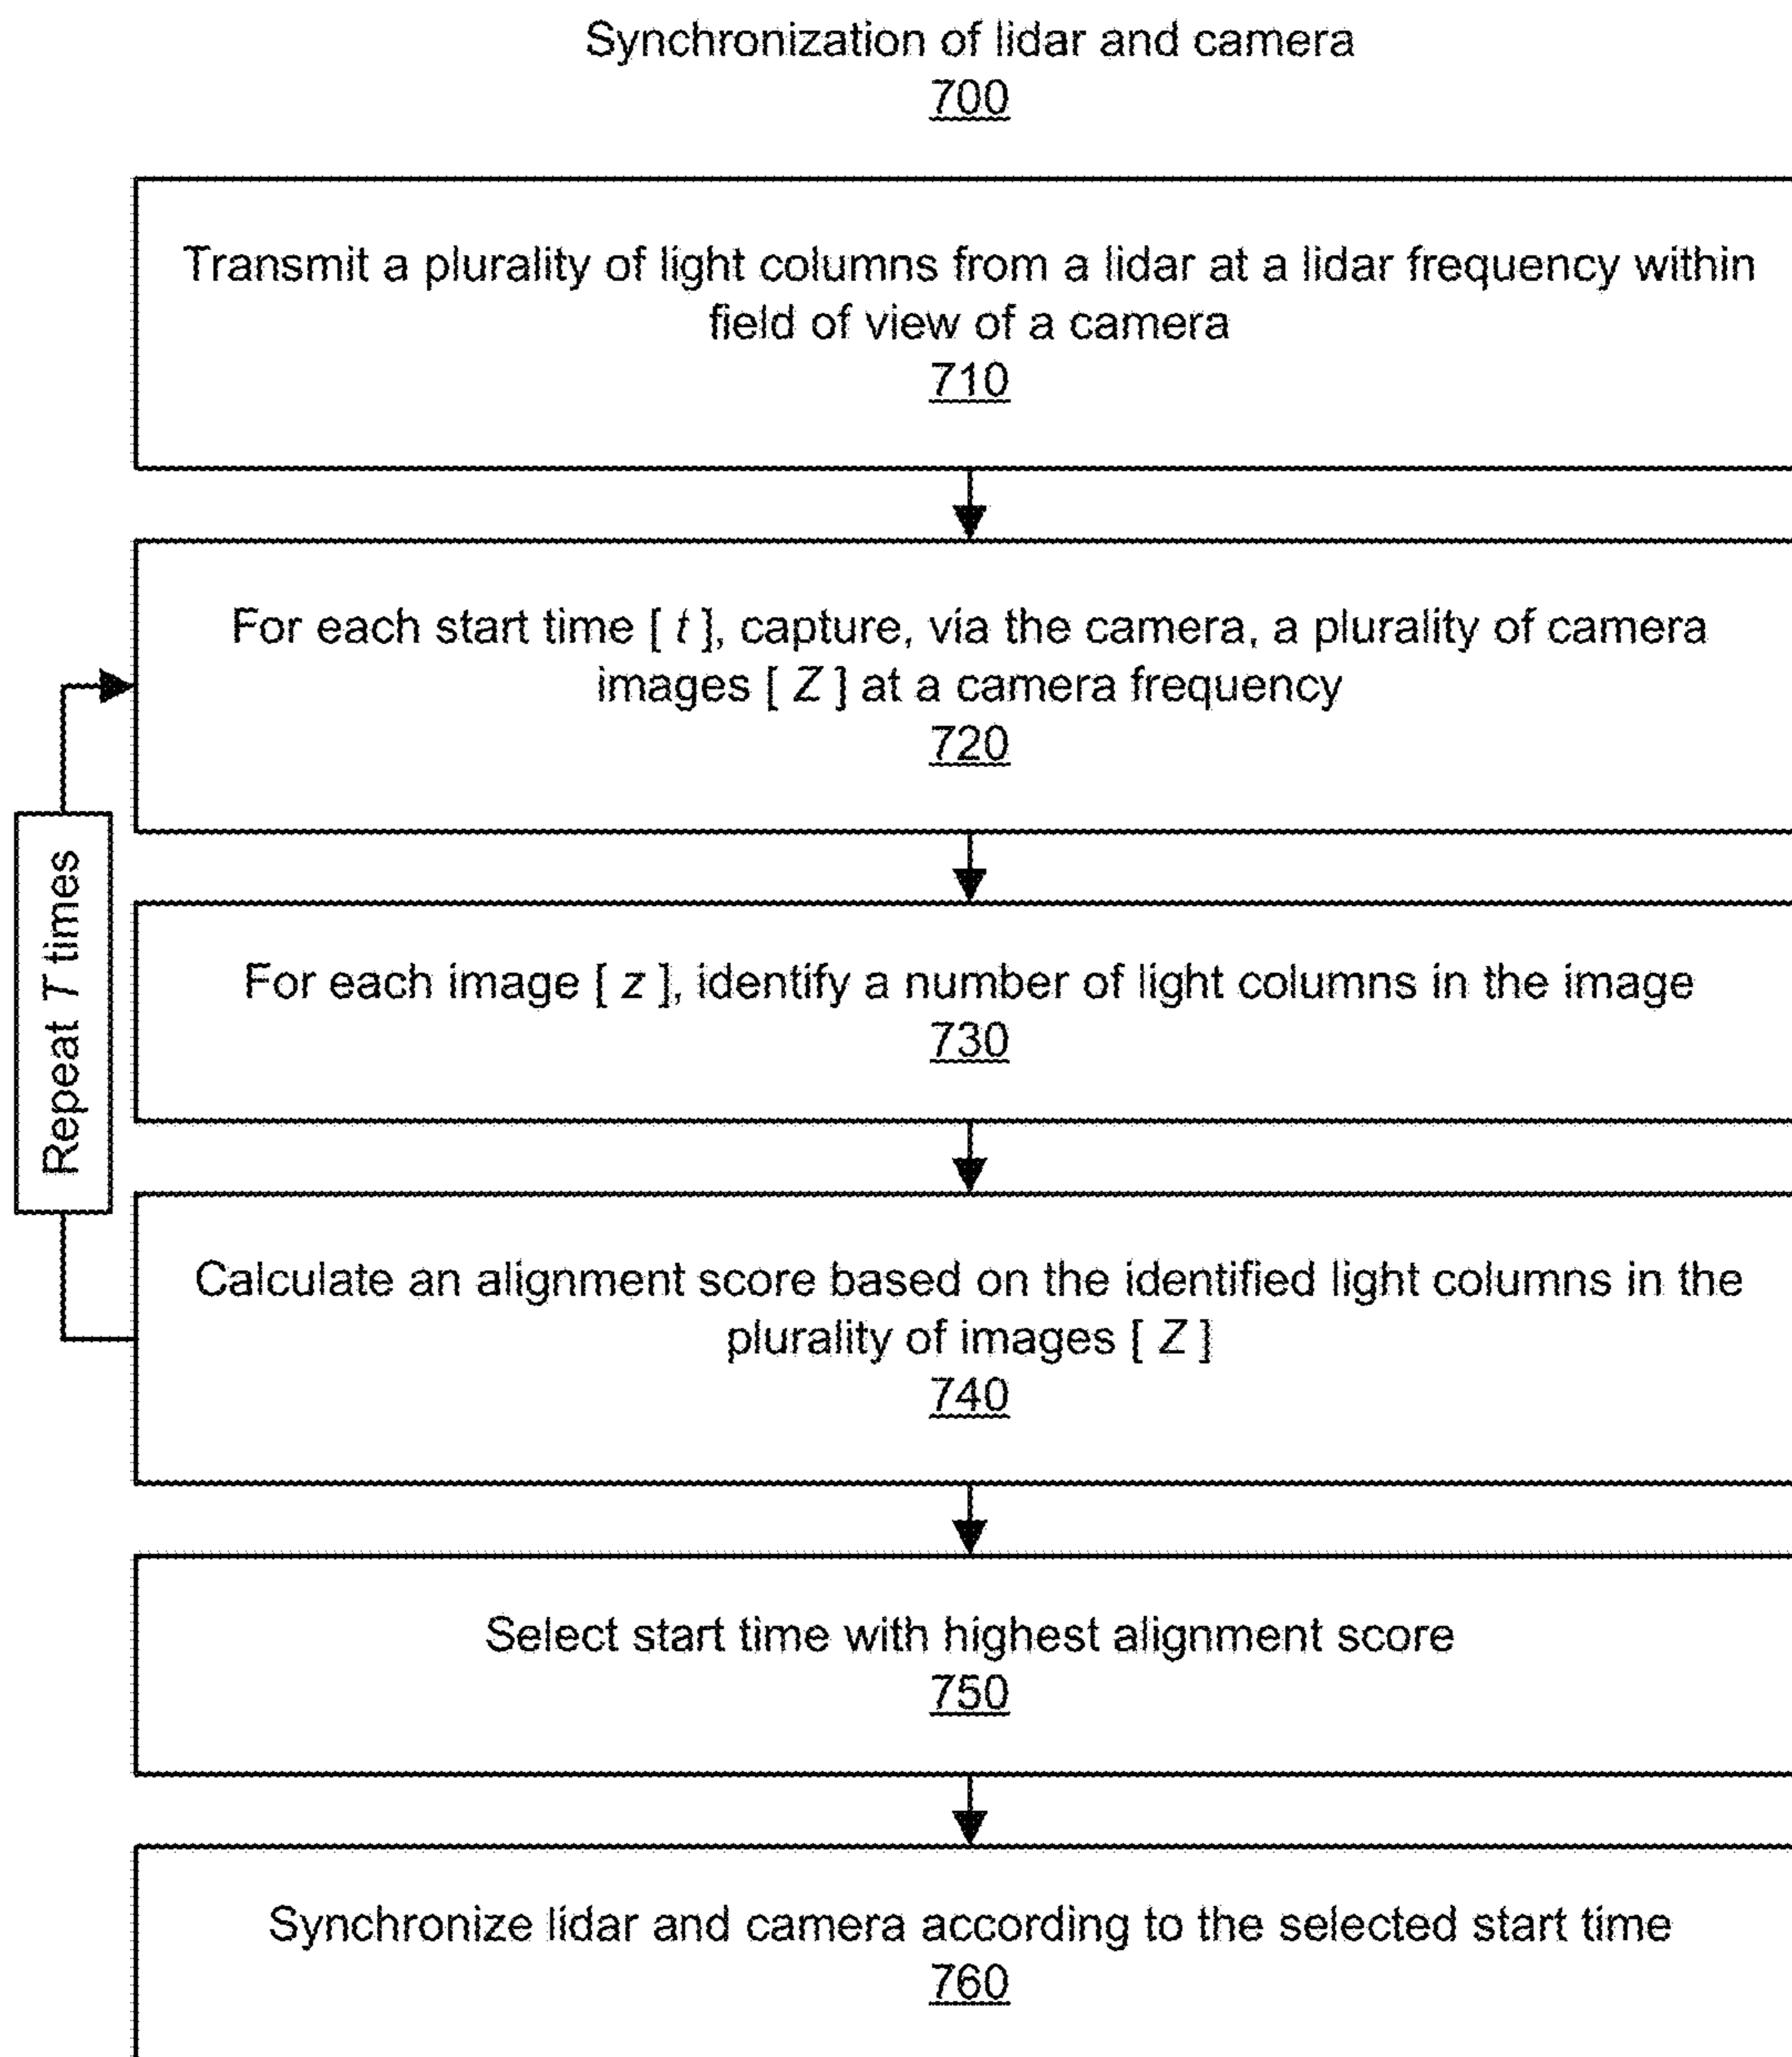 Synchronization of lidar and camera
700
Transmit a plurality of light columns from a lidar at a lidar frequency within
field of view of a camera
710
For each start time [ t ], capture, via the camera, a plurality of camera
images [ Z ] at a camera frequency
720
Repeat T times
For each image [ z ], identify a number of light columns in the image
730
Calculate an alignment score based on the identified light columns in the
plurality of images [ Z ]
740
Select start time with highest alignment score
750
Synchronize lidar and camera according to the selected start time
760